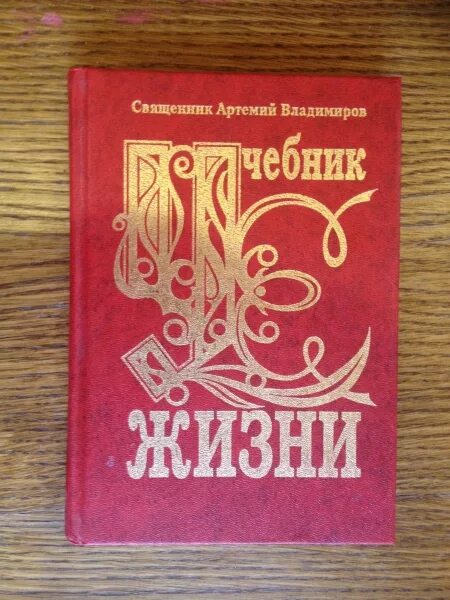 Священник Артемий Владимиров
Учебник
жизни